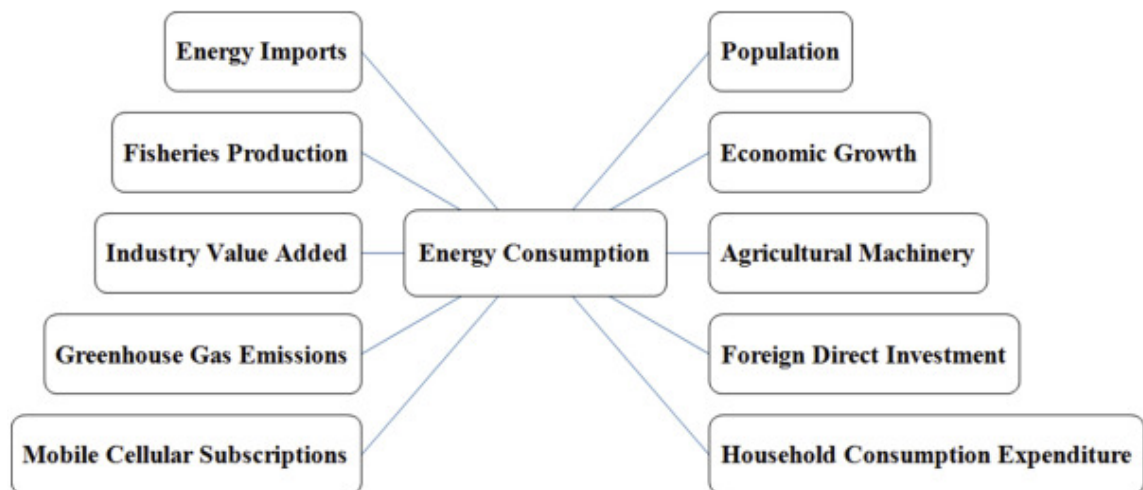 Energy Imports
Population
Fisheries Production
Economic Growth
Industry Value Added
Energy Consumption
Agricultural Machinery
Greenhouse Gas Emissions
Foreign Direct Investment
Mobile Cellular Subscriptions
Household Consumption Expenditure